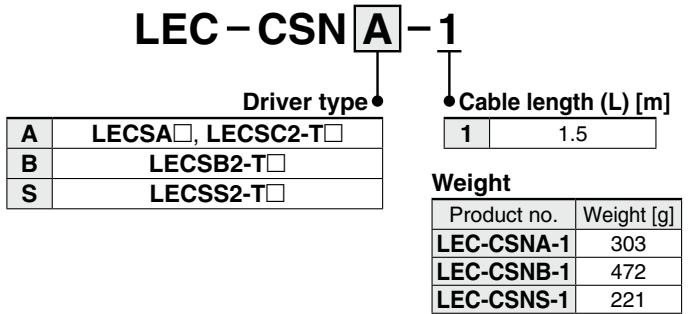 LEC－CSN A－1
Driver type
A LECSA□, LECSC2-T□
B LECSB2-T□
S LECSS2-T□
Cable length (L) [m]
1 1.5
Weight
Product no. Weight [g]
LEC-CSNA-1 303
LEC-CSNB-1 472
LEC-CSNS-1 221